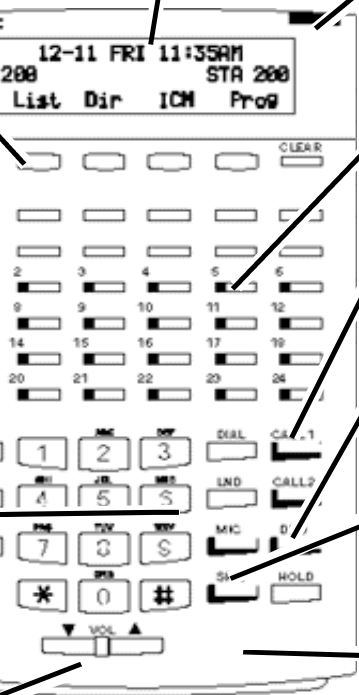 12-11 FRI 11:35AM
200 STA 200
List Dir ICM Prog
CLEAR
2 3 4 5 6
8 9 10 11 12
14 15 16 17 18
20 21 22 23 24
1 2 3 DIAL
4 5 LND CALL2
7 MIC
* 0 # HOLD
VOL